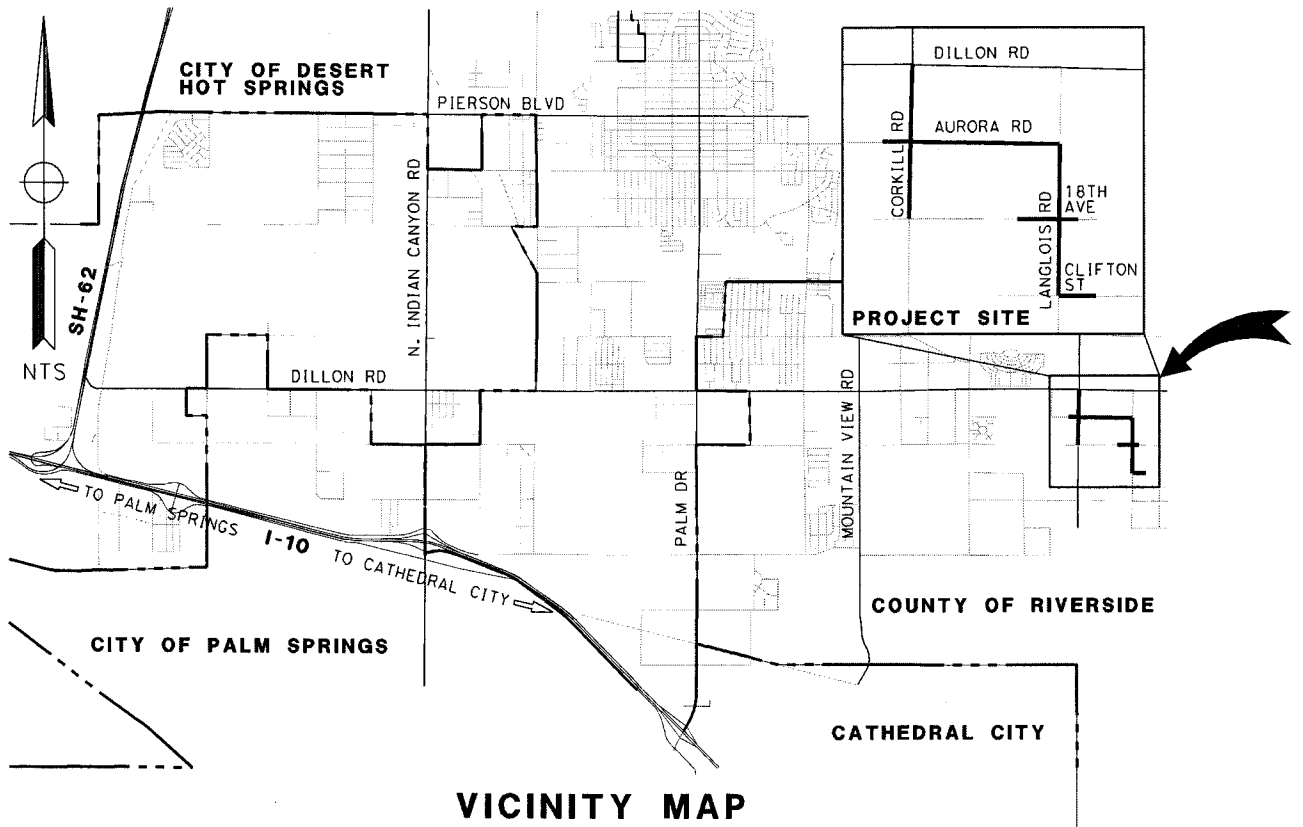 CITY OF DESERT
HOT SPRINGS
PIERSON BLVD
DILLON RD
CORKILL RD
AURORA RD
LANGLOIS RD
18TH
AVE
CLIFTON
ST
PROJECT SITE
SH-62
N. INDIAN CANYON RD
NTS
DILLON RD
MOUNTAIN VIEW RD
PALM DR
TO PALM SPRINGS
I-10
TO CATHEDRAL CITY
COUNTY OF RIVERSIDE
CITY OF PALM SPRINGS
CATHEDRAL CITY
VICINITY MAP